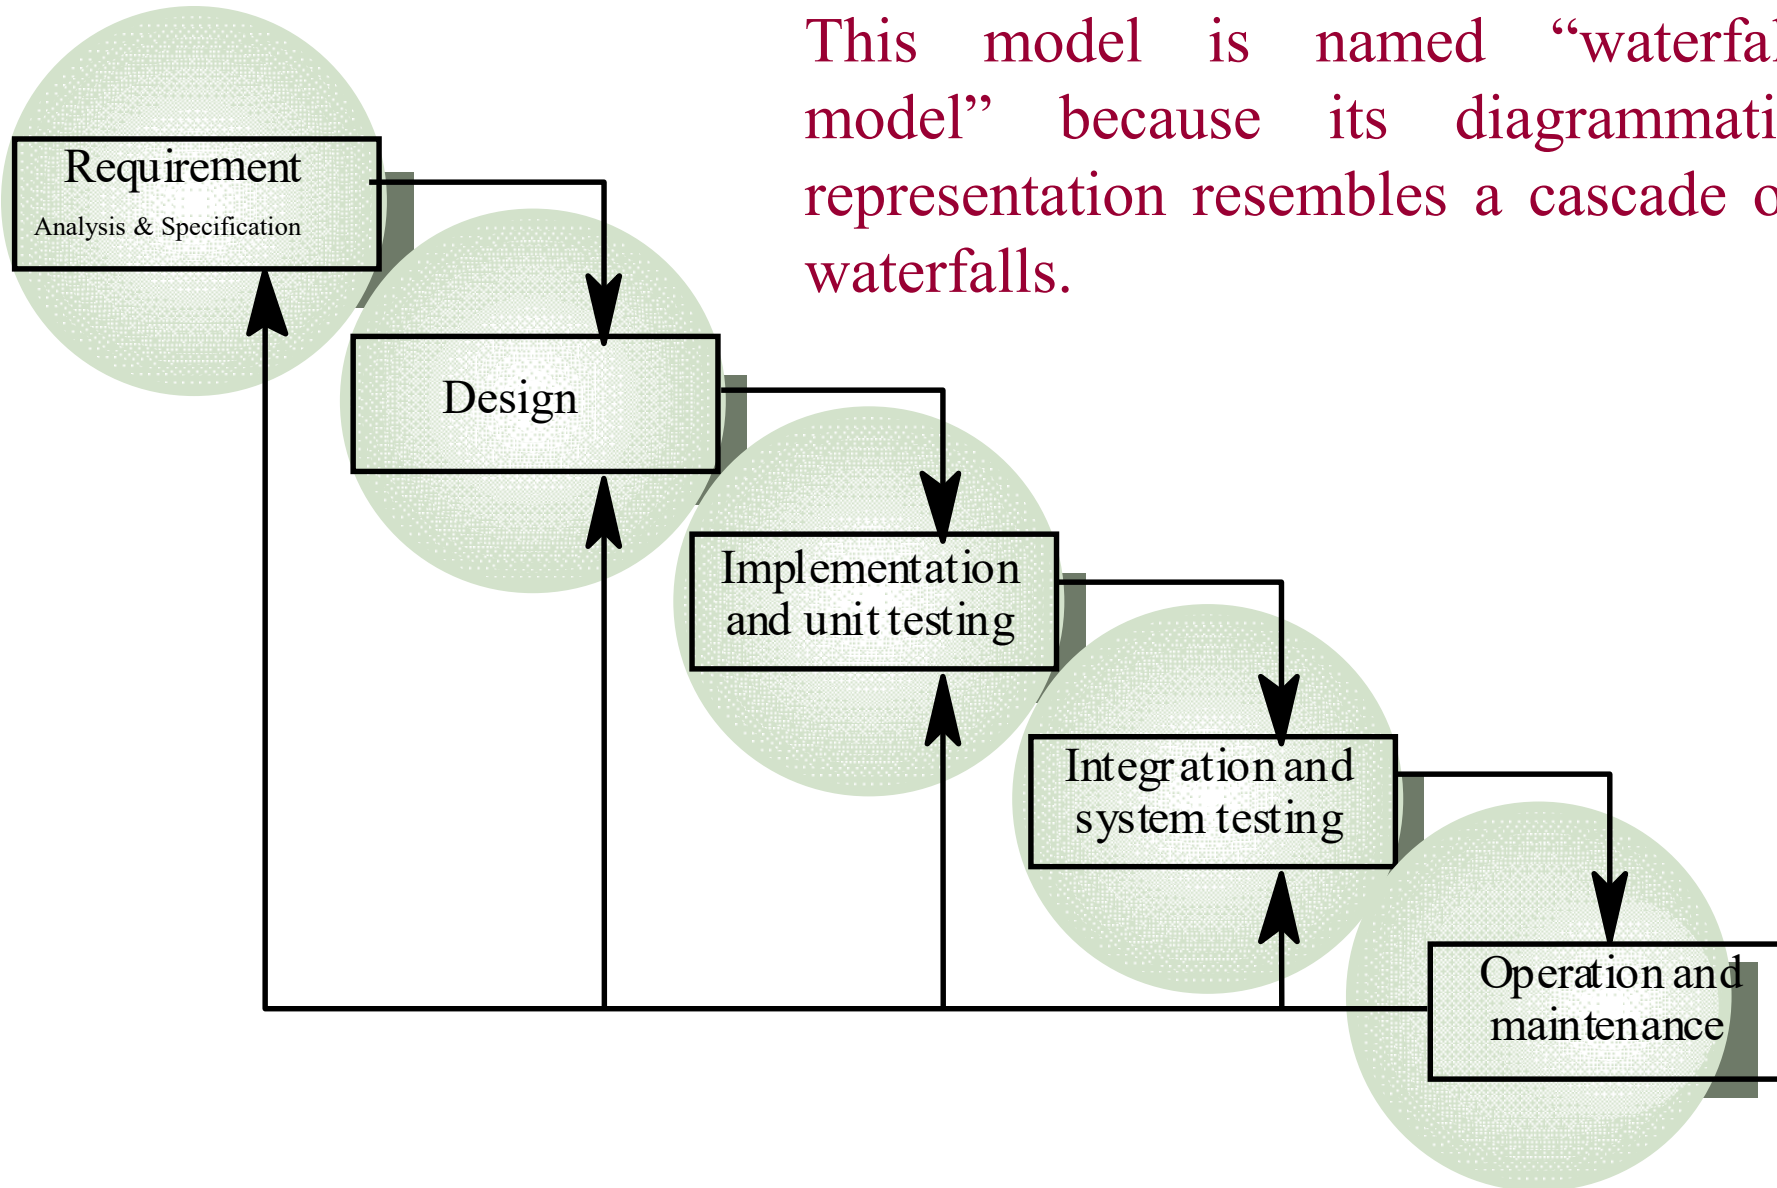 This model is named “waterfal
model” because its diagrammati
representation resembles a cascade o
waterfalls.
Requirement
Analysis & Specification
Design
Implementation
and unit testing
Integration and
system testing
Operation and
maintenance